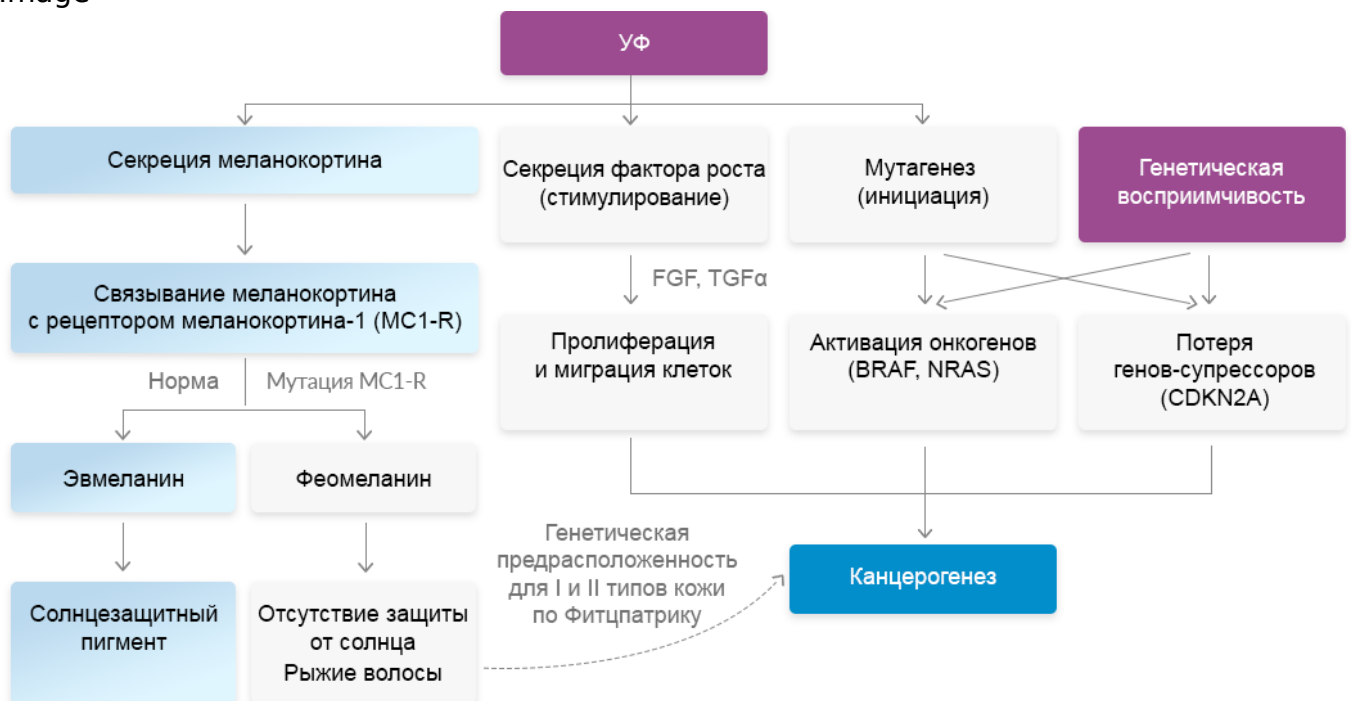 Image
УФ
Секреция меланокортина
Секреция фактора роста
(стимулирование)
Мутагенез
(инициация)
Генетическая
восприимчивость
Связывание меланокортина
с рецептором меланокортина-1 (MC1-R)
FGF, TGFα
Норма
Мутация MC1-R
Пролиферация
и миграция клеток
Активация онкогенов
(BRAF, NRAS)
Потеря
генов-супрессоров
(CDKN2A)
Эвмеланин
Феомеланин
Генетическая
предрасположенность
для I и II типов кожи
по Фитцпатрику
Канцерогенез
Солнцезащитный
пигмент
Отсутствие защиты
от солнца
Рыжие волосы